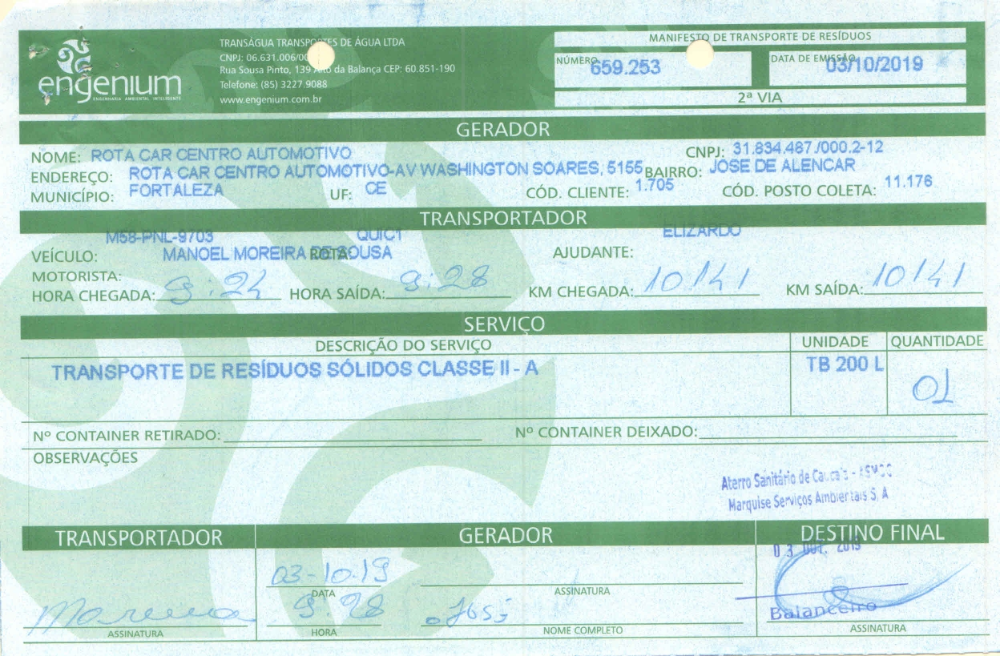 engenium
ENGENHARIA AMBIENTAL INTELIGENTE
TRANSÁGUA TRANSPORTES DE ÁGUA LTDA
CNPJ: 06.631.006/00
Rua Sousa Pinto, 139 Alto da Balança CEP: 60.851-190
Telefone: (85) 3227.9088
www.engenium.com.br
MANIFESTO DE TRANSPORTE DE RESÍDUOS
NÚMERO 659.253
DATA DE EMISSÃO 03/10/2019
2ª VIA
GERADOR
NOME: ROTA CAR CENTRO AUTOMOTIVO CNPJ: 31.834.487/000.2-12
ENDEREÇO: ROTA CAR CENTRO AUTOMOTIVO-AV WASHINGTON SOARES, 5155 BAIRRO: JOSE DE ALENCAR
MUNICÍPIO: FORTALEZA UF: CE CÓD. CLIENTE: 1.705 CÓD. POSTO COLETA: 11.176
TRANSPORTADOR
M58-PNL-9703 QUIC1 ELIZARDO
VEÍCULO: ROTA: AJUDANTE:
MANOEL MOREIRA DE SOUSA
MOTORISTA:
HORA CHEGADA: 9:24 HORA SAÍDA: 9:28 KM CHEGADA: 10141 KM SAÍDA: 10141
SERVIÇO
DESCRIÇÃO DO SERVIÇO UNIDADE QUANTIDADE
TRANSPORTE DE RESÍDUOS SÓLIDOS CLASSE II - A TB 200 L 01
Nº CONTAINER RETIRADO: Nº CONTAINER DEIXADO:
OBSERVAÇÕES
Aterro Sanitário de Caucaia - ASMOC
Marquise Serviços Ambientais S, A
TRANSPORTADOR GERADOR DESTINO FINAL
03 OUT. 2019
03-10-19
DATA ASSINATURA
9:28 José Balanceiro
ASSINATURA HORA NOME COMPLETO ASSINATURA